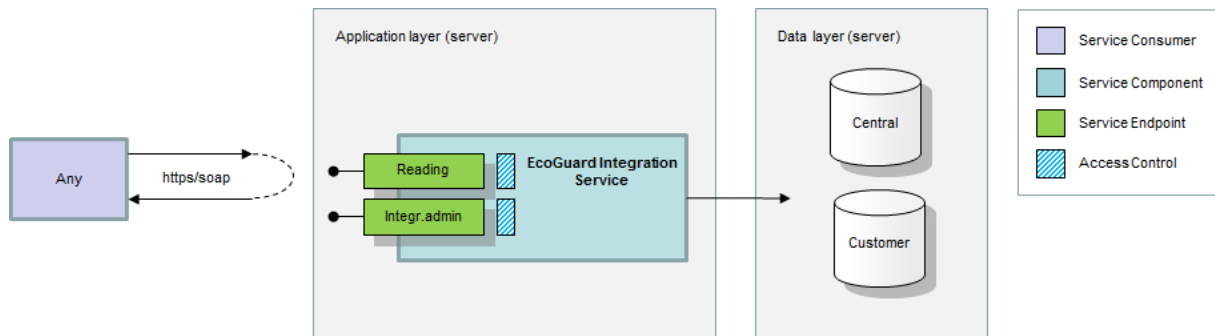 Application layer (server)
Data layer (server)
Service Consumer
Service Component
Service Endpoint
Access Control
Any
https/soap
Reading
Integr.admin
EcoGuard Integration
Service
Central
Customer